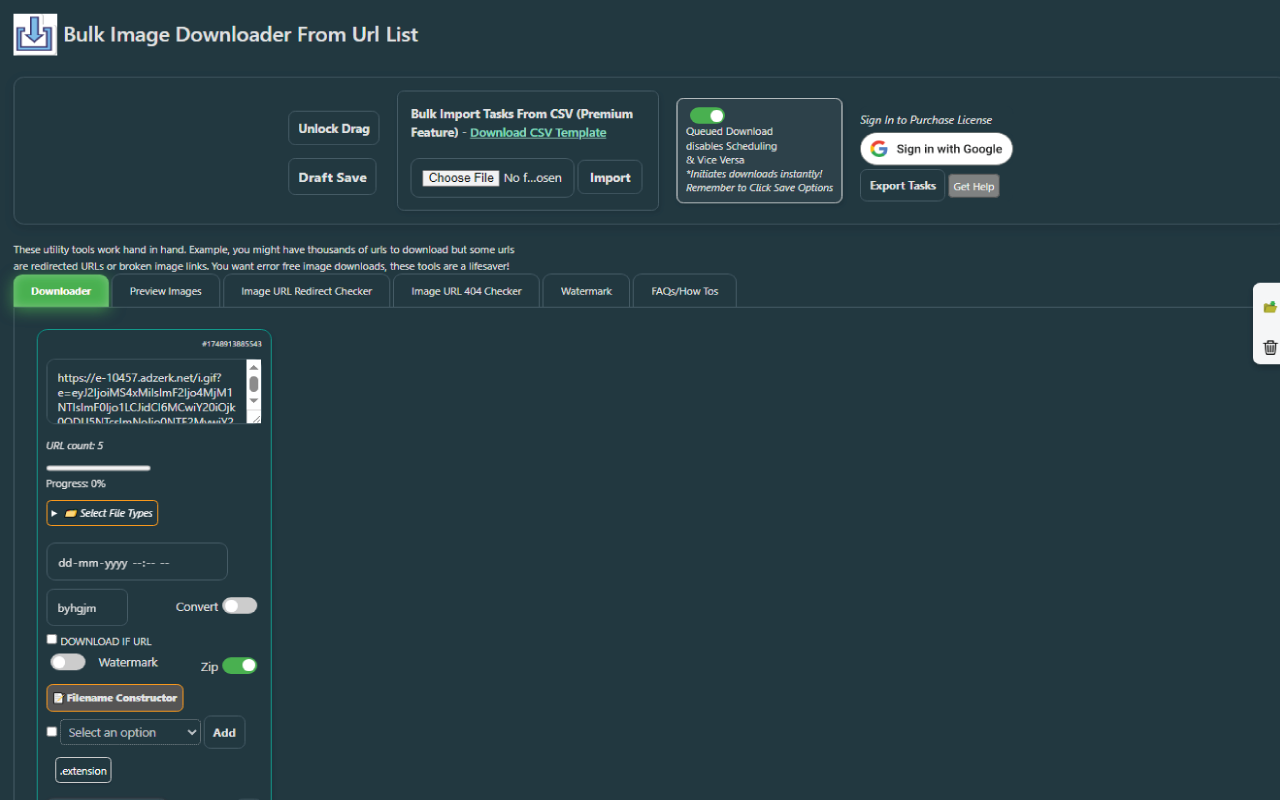 Bulk Image Downloader From Url List
Unlock Drag
Draft Save
Bulk Import Tasks From CSV (Premium
Feature) - Download CSV Template
Choose File No f...osen
Import
Queued Download
disables Scheduling
& Vice Versa
*Initiates downloads instantly!
Remember to Click Save Options
Sign In to Purchase License
Sign in with Google
Export Tasks
Get Help
These utility tools work hand in hand. Example, you might have thousands of urls to download but some urls
are redirected URLs or broken image links. You want error free image downloads, these tools are a lifesaver!
Downloader
Preview Images
Image URL Redirect Checker
Image URL 404 Checker
Watermark
FAQs/How Tos
#1748913885543
https://e-10457.adzerk.net/i.gif?
URL count: 5
Progress: 0%
Select File Types
dd-mm-yyyy --:-- --
byhgjm
Convert
DOWNLOAD IF URL
Watermark
Zip
Filename Constructor
Select an option
Add
.extension